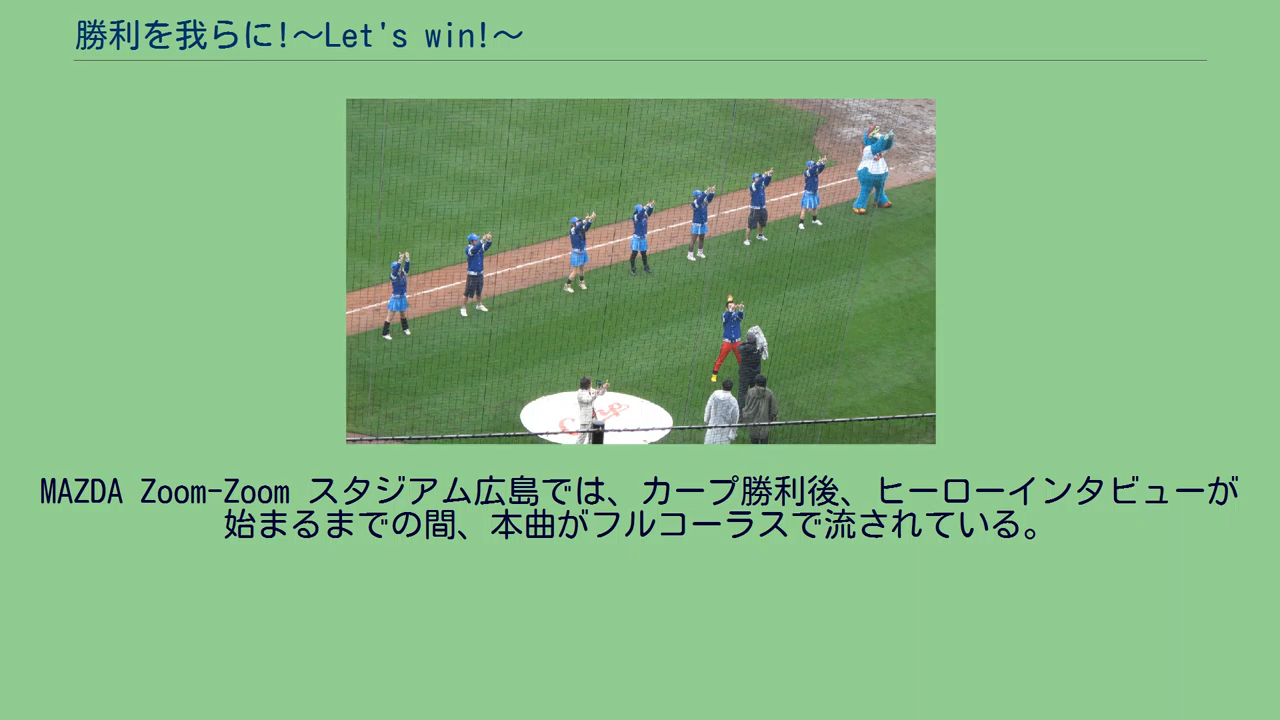 勝利を我らに!～Let's win!～
MAZDA Zoom-Zoom スタジアム広島では、カープ勝利後、ヒーローインタビューが
始まるまでの間、本曲がフルコーラスで流されている。